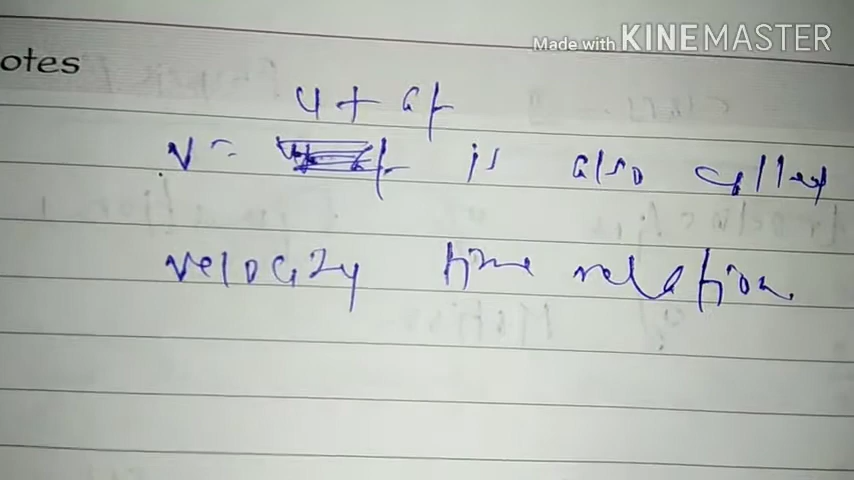 Made with KINEMASTER
otes
u + at
v = is also called
velocity time relation.